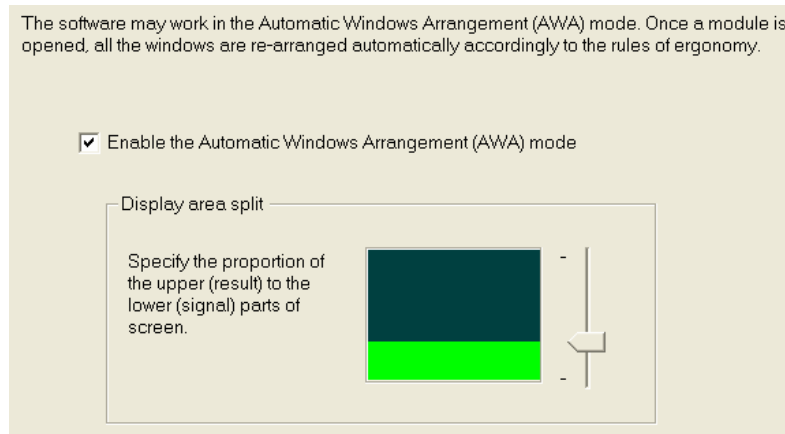 The software may work in the Automatic Windows Arrangement (AWA) mode. Once a module is
opened, all the windows are re-arranged automatically accordingly to the rules of ergonomy.
Enable the Automatic Windows Arrangement (AWA) mode
Display area split
Specify the proportion of
the upper (result) to the
lower (signal) parts of
screen.
-
-